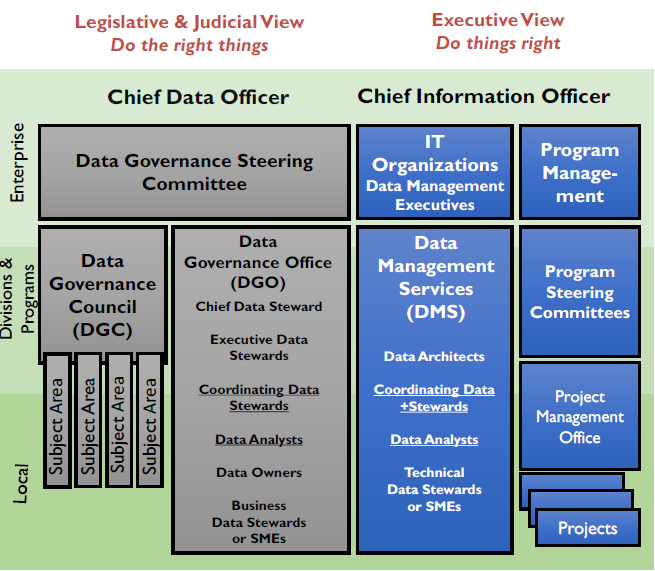 Legislative & Judicial View
Do the right things
Executive View
Do things right
Chief Data Officer
Chief Information Officer
Enterprise
Data Governance Steering
Committee
IT
Organizations
Data Management
Executives
Program
Manage-
ment
Divisions &
Programs
Data
Governance
Council
(DGC)
Subject Area
Subject Area
Subject Area
Subject Area
Data
Governance Office
(DGO)
Chief Data Steward
Executive Data
Stewards
Coordinating Data
Stewards
Data Analysts
Data Owners
Business
Data Stewards
or SMEs
Data
Management
Services
(DMS)
Data Architects
Coordinating Data
+Stewards
Data Analysts
Technical
Data Stewards
or SMEs
Program
Steering
Committees
Project
Management
Office
Projects
Local